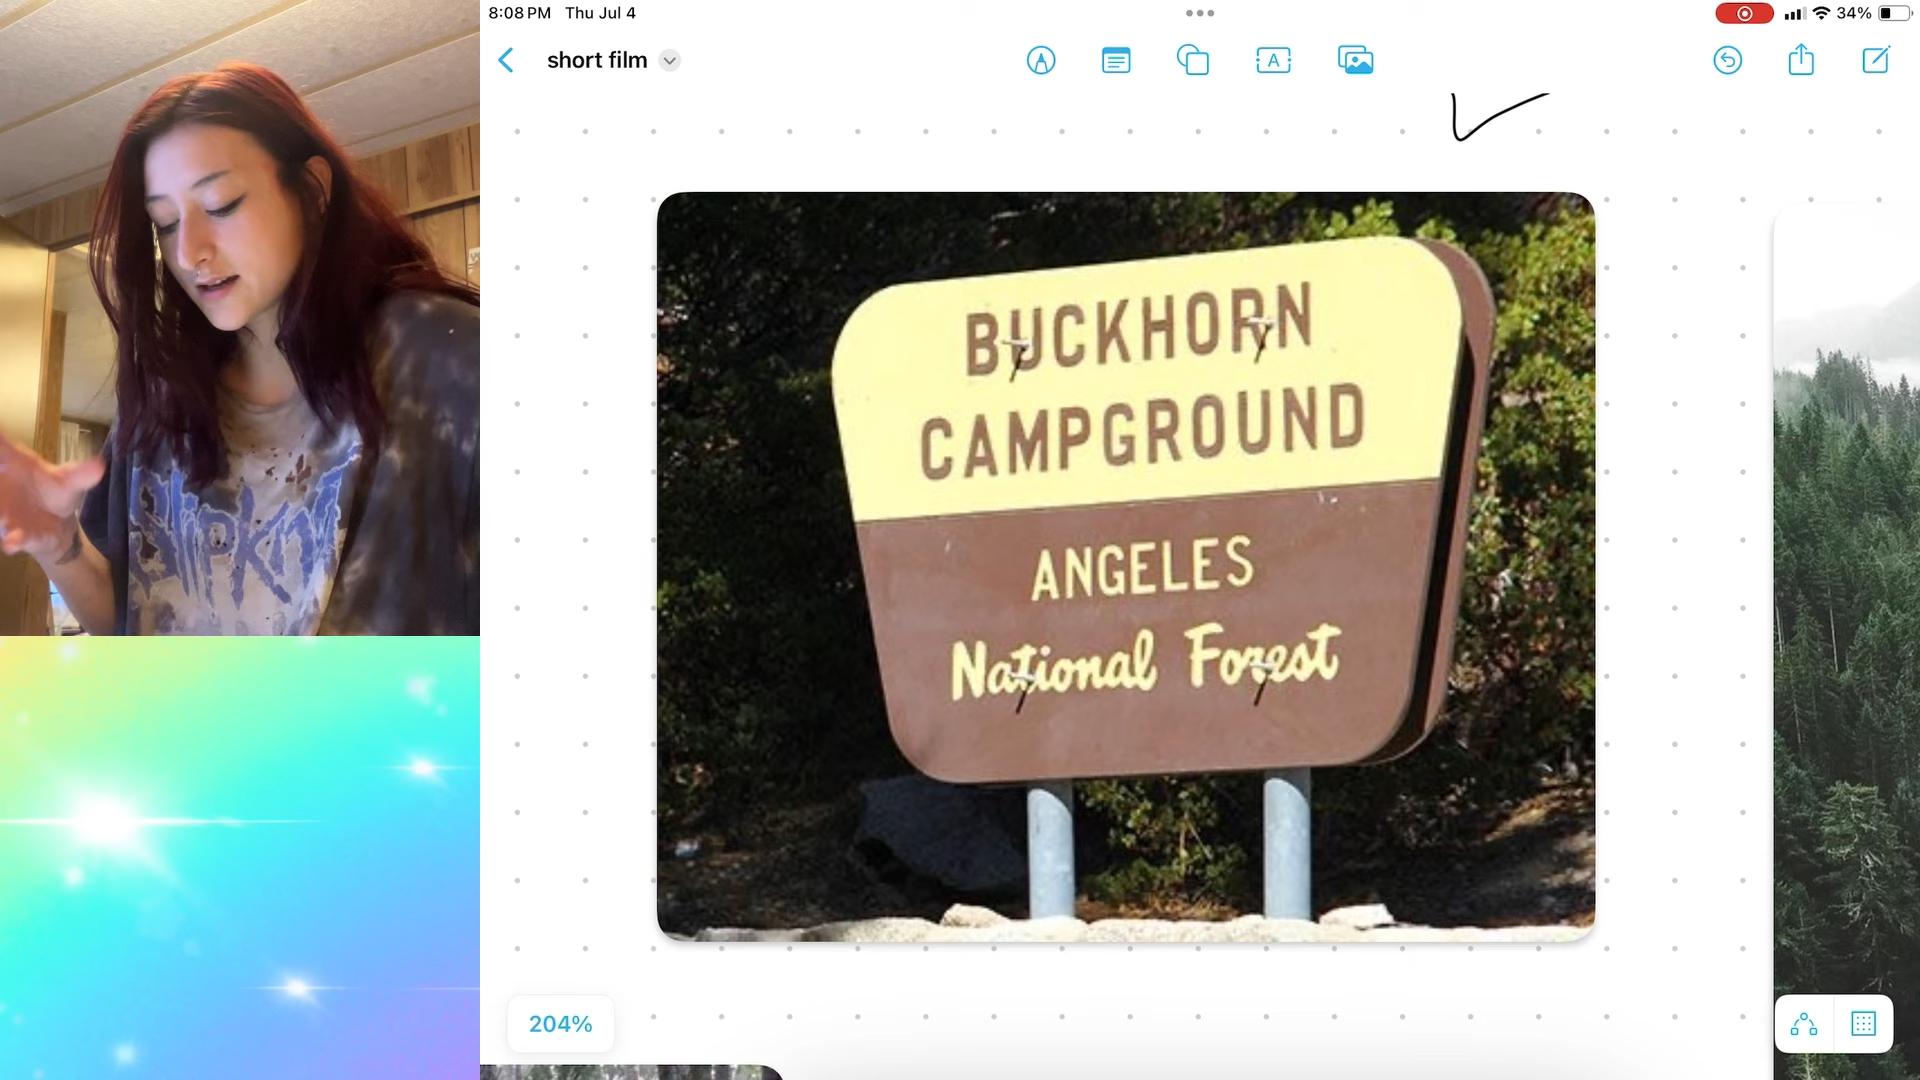 8:08 PM Thu Jul 4
34%
short film
A
BUCKHORN
CAMPGROUND
ANGELES
National Forest
204%